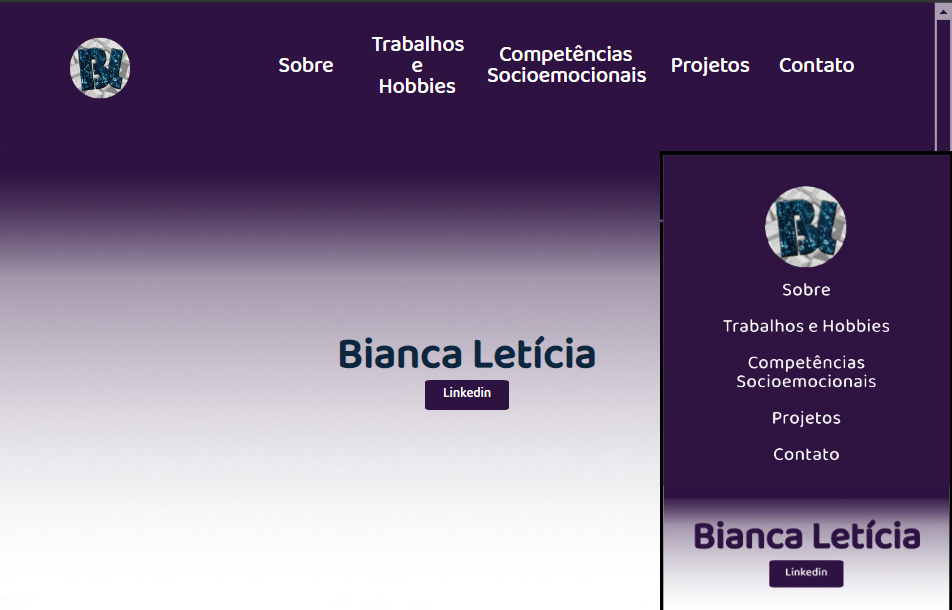 BL
Sobre
Trabalhos
e
Hobbies
Competências
Socioemocionais
Projetos
Contato
Bianca Letícia
Linkedin
BL
Sobre
Trabalhos e Hobbies
Competências
Socioemocionais
Projetos
Contato
Bianca Letícia
Linkedin